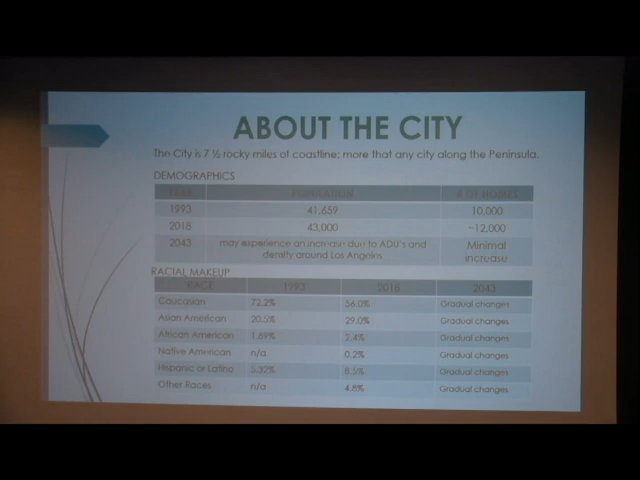 ABOUT THE CITY
The City is 7 ½ rocky miles of coastline; more that any city along the Peninsula.
DEMOGRAPHICS
YEAR POPULATION # OF HOMES
1993 41,659 10,000
2018 43,000 ~12,000
2043 may experience an increase due to ADU's and density around Los Angeles Minimal increase
RACIAL MAKEUP
RACE 1993 2018 2043
Caucasian 72.2% 56.0% Gradual changes
Asian American 20.5% 29.0% Gradual changes
African American 1.89% 2.4% Gradual changes
Native American n/a 0.2% Gradual changes
Hispanic or Latino 5.32% 8.5% Gradual changes
Other Races n/a 4.8% Gradual changes